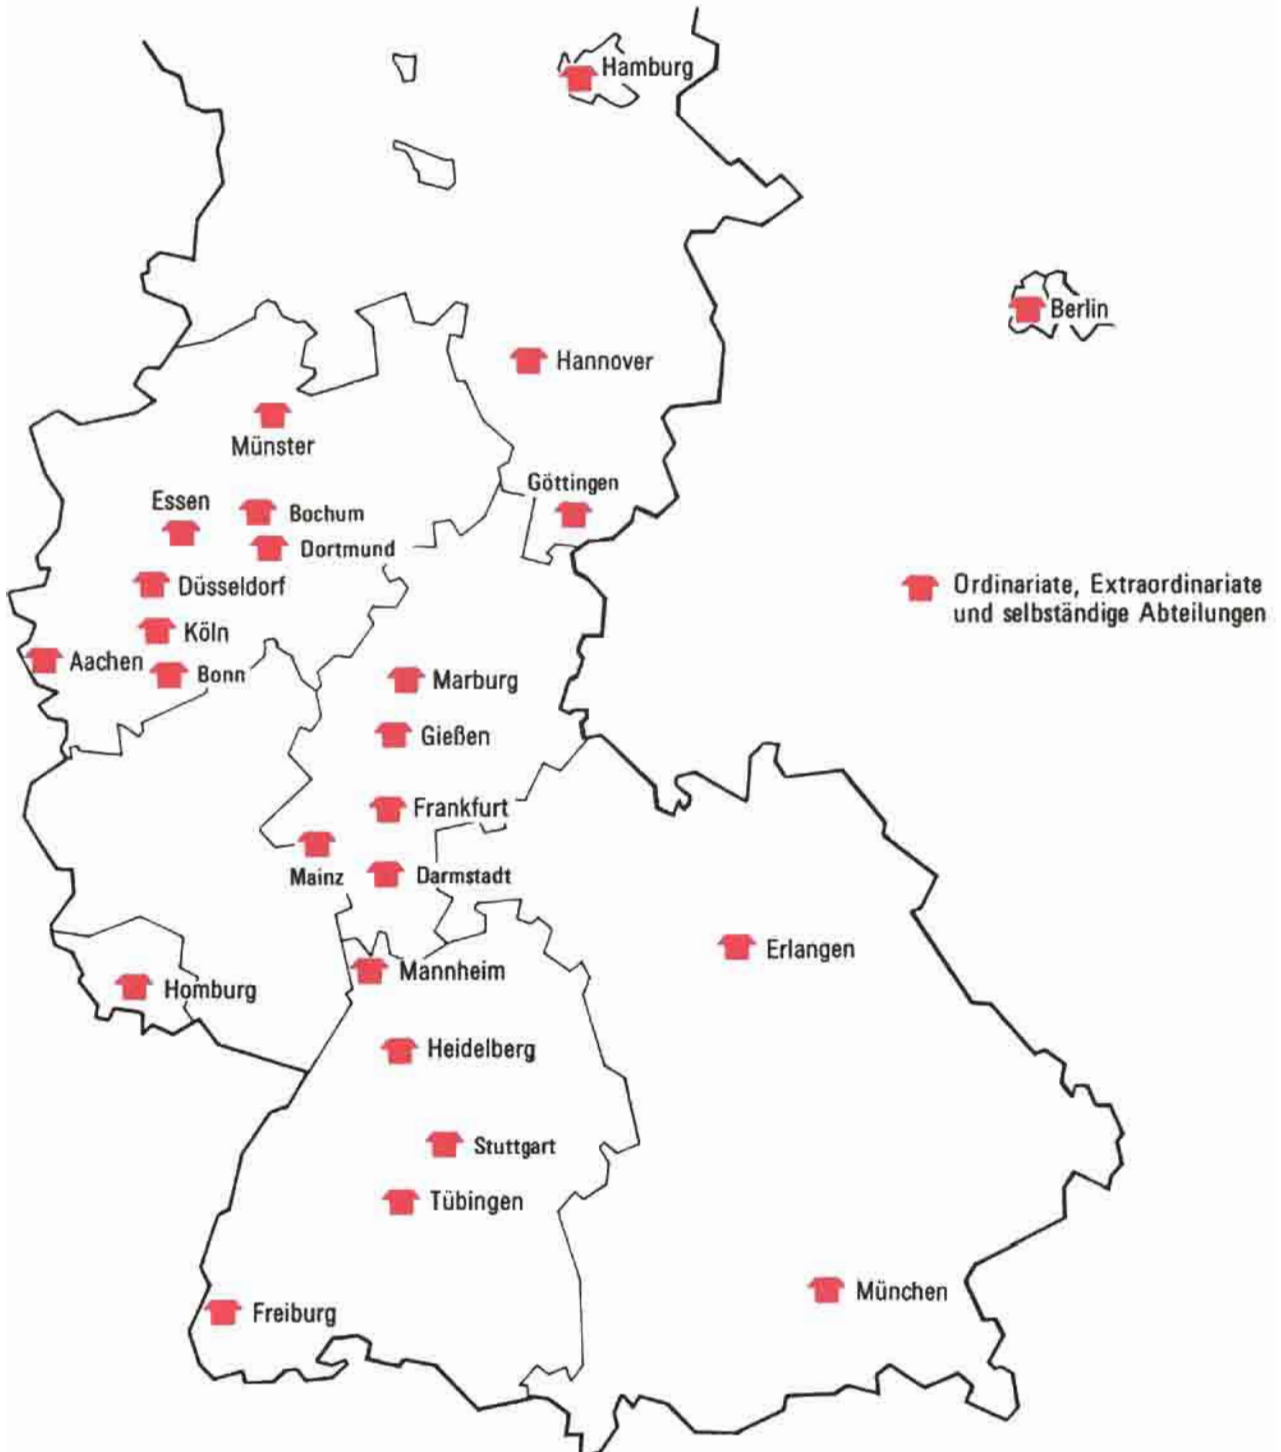 Hamburg
Berlin
Hannover
Münster
Göttingen
Essen
Bochum
Dortmund
Düsseldorf
Ordinariate, Extraordinariate
und selbständige Abteilungen
Köln
Aachen
Bonn
Marburg
Gießen
Frankfurt
Mainz
Darmstadt
Erlangen
Mannheim
Homburg
Heidelberg
Stuttgart
Tübingen
München
Freiburg